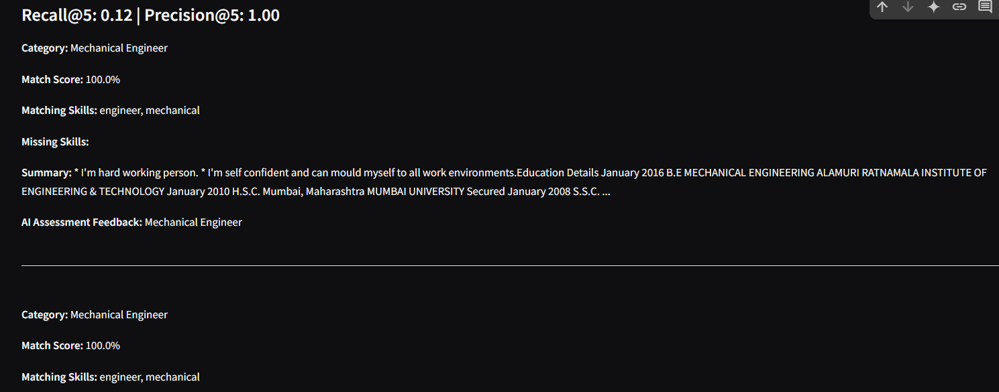 Recall@5: 0.12 | Precision@5: 1.00
Category: Mechanical Engineer
Match Score: 100.0%
Matching Skills: engineer, mechanical
Missing Skills:
Summary: * I'm hard working person. * I'm self confident and can mould myself to all work environments.Education Details January 2016 B.E MECHANICAL ENGINEERING ALAMURI RATNAMALA INSTITUTE OF
ENGINEERING & TECHNOLOGY January 2010 H.S.C. Mumbai, Maharashtra MUMBAI UNIVERSITY Secured January 2008 S.S.C. ...
AI Assessment Feedback: Mechanical Engineer
Category: Mechanical Engineer
Match Score: 100.0%
Matching Skills: engineer, mechanical